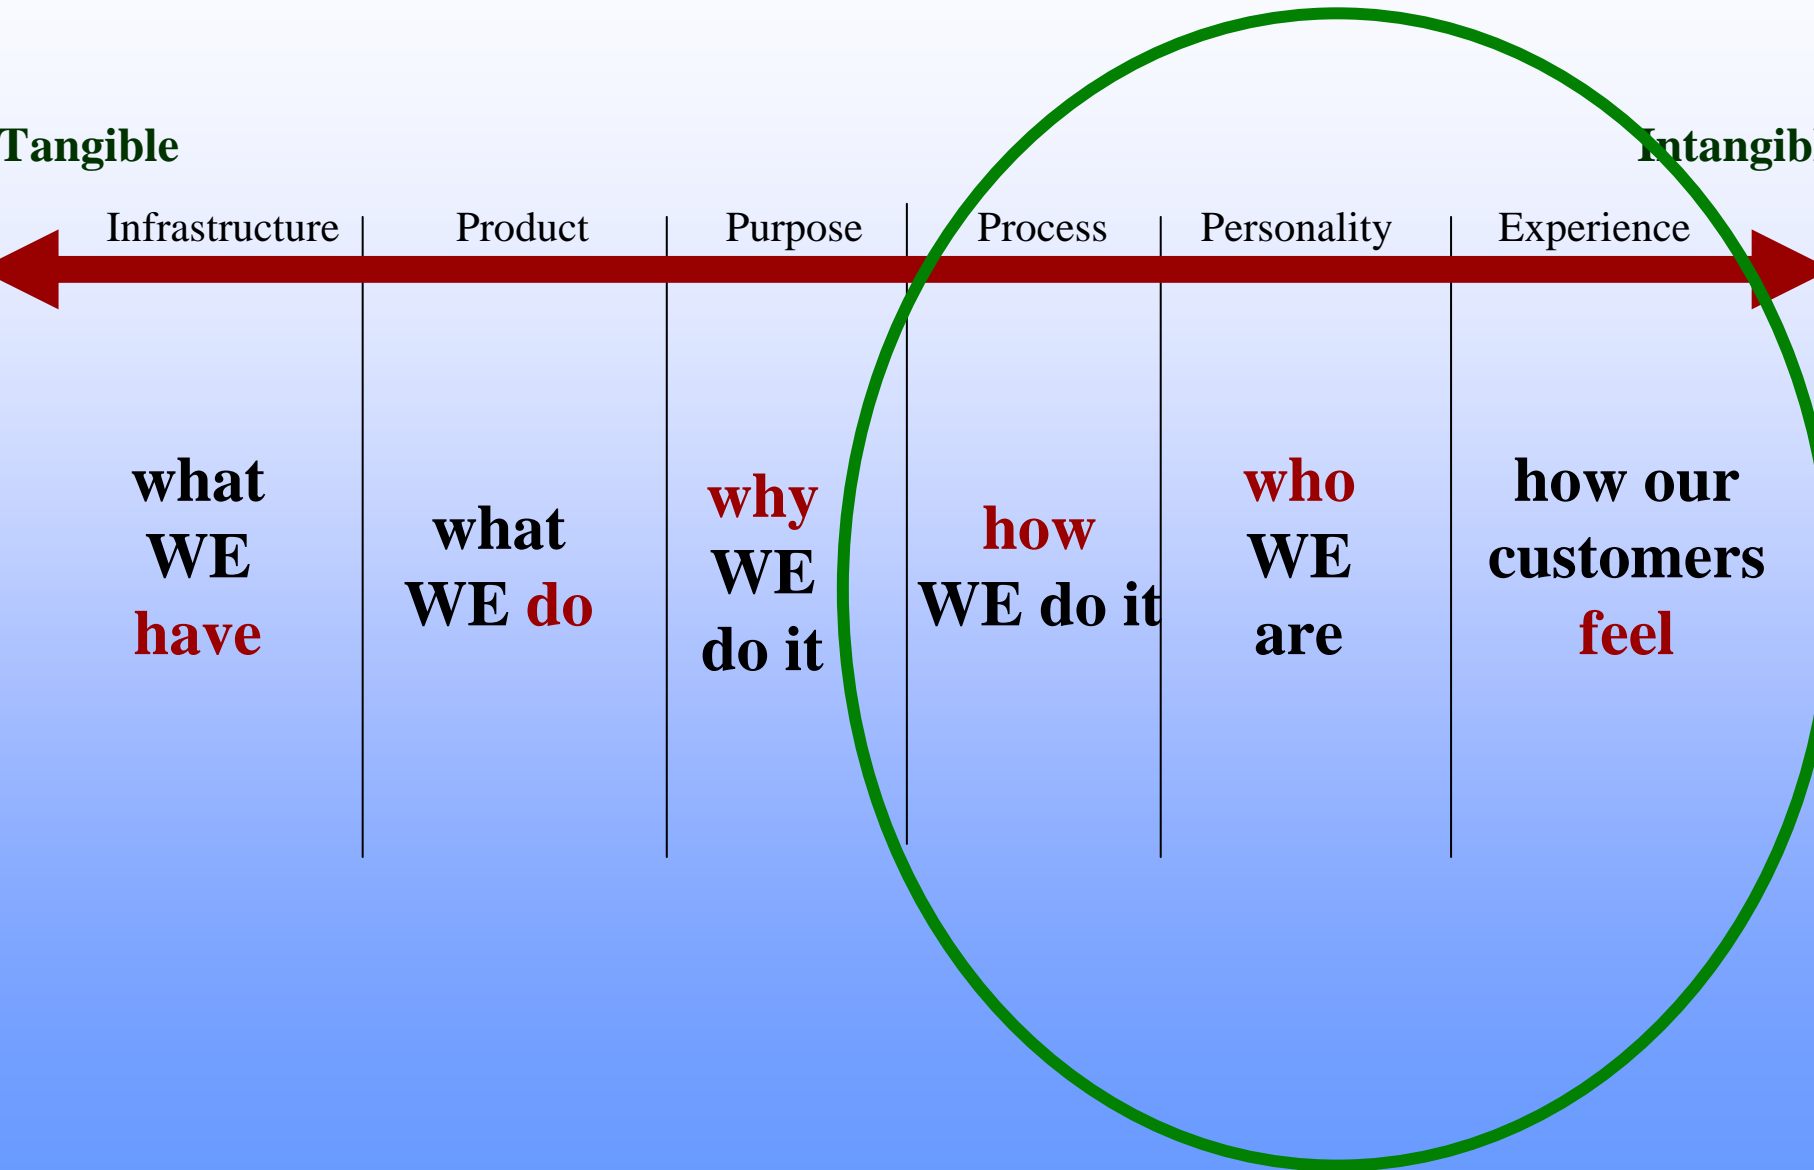 Tangible
Intangib
Infrastructure
Product
Purpose
Process
Personality
Experience
what
WE
have
what
WE do
why
WE
do it
how
WE do it
who
WE
are
how our
customers
feel